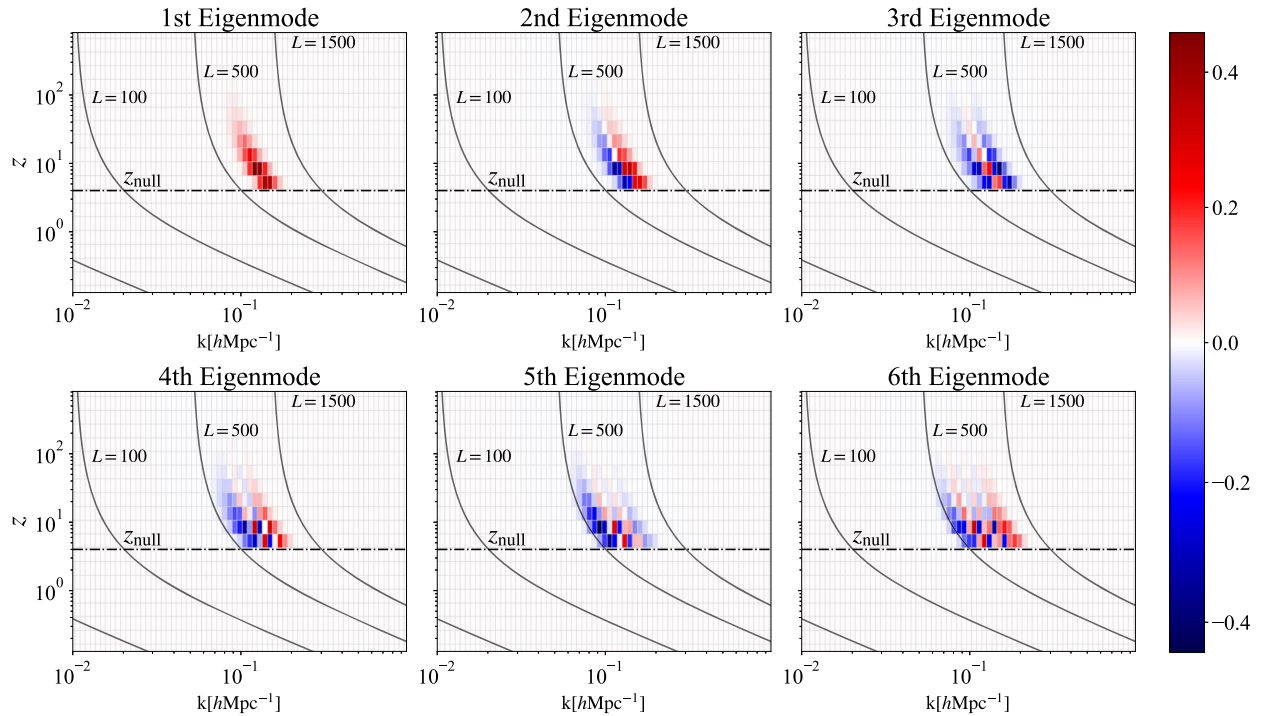 1st Eigenmode
2nd Eigenmode
3rd Eigenmode
L = 1500
L = 500
L = 100
z_null
10^2
10^1
10^0
z
10^-2
10^-1
k[hMpc^-1]
L = 1500
L = 500
L = 100
z_null
10^-2
10^-1
k[hMpc^-1]
L = 1500
L = 500
L = 100
z_null
10^-2
10^-1
k[hMpc^-1]
4th Eigenmode
5th Eigenmode
6th Eigenmode
L = 1500
L = 500
L = 100
z_null
10^2
10^1
10^0
z
10^-2
10^-1
k[hMpc^-1]
L = 1500
L = 500
L = 100
z_null
10^-2
10^-1
k[hMpc^-1]
L = 1500
L = 500
L = 100
z_null
10^-2
10^-1
k[hMpc^-1]
0.4
0.2
0.0
−0.2
−0.4